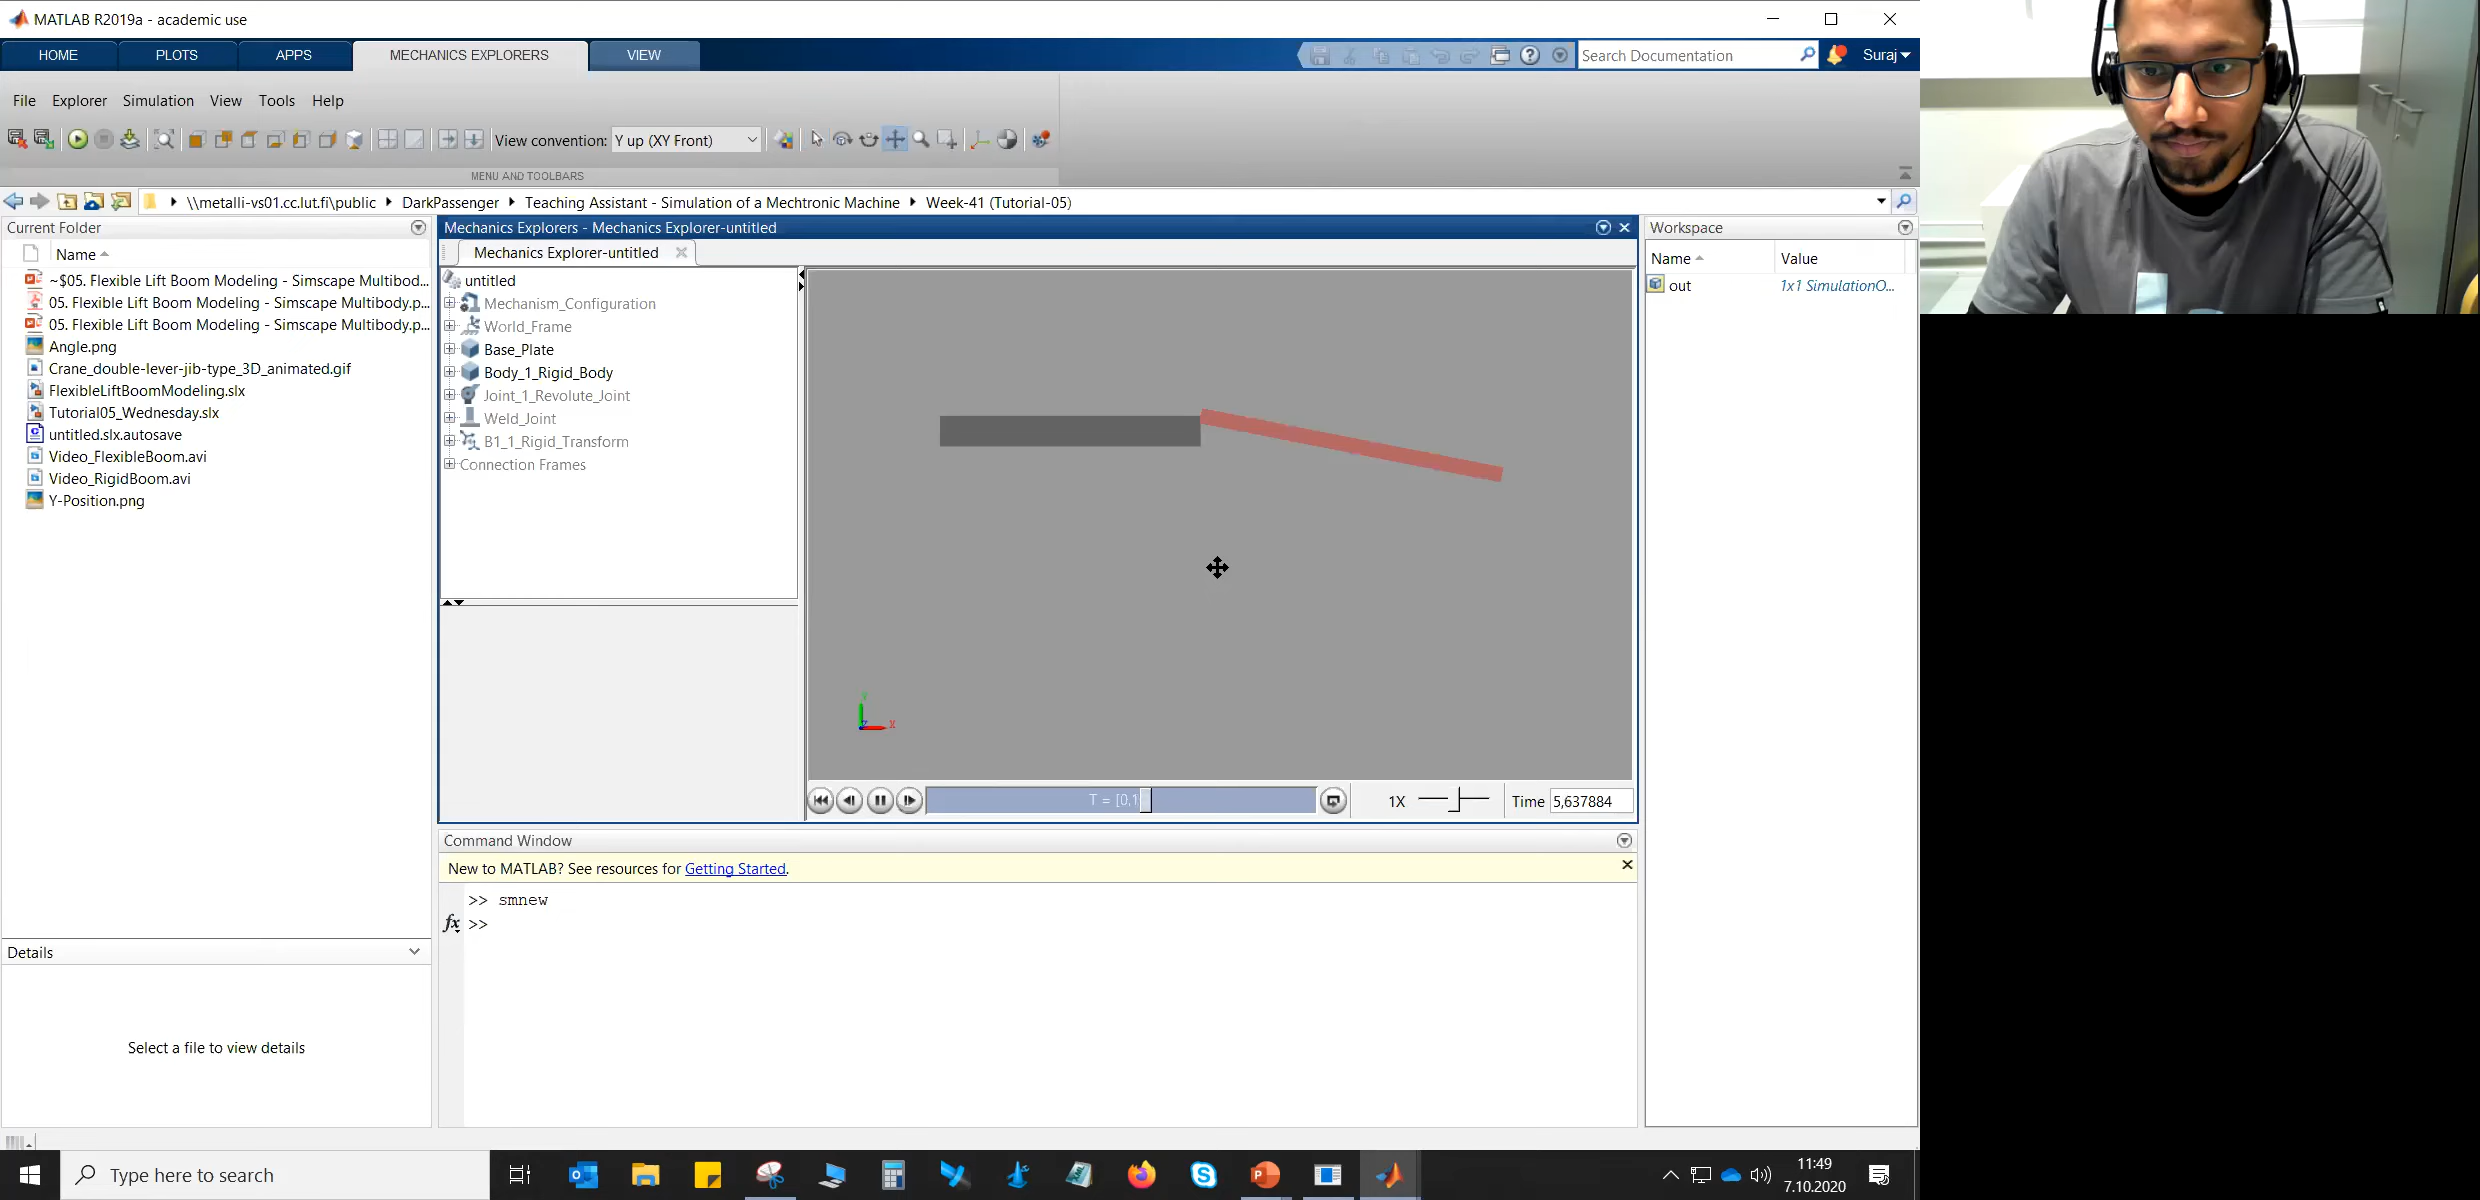 MATLAB R2019a - academic use
HOME PLOTS APPS MECHANICS EXPLORERS VIEW
Search Documentation Suraj
File Explorer Simulation View Tools Help
View convention: Y up (XY Front)
MENU AND TOOLBARS
\\metalli-vs01.cc.lut.fi\public DarkPassenger Teaching Assistant - Simulation of a Mechtronic Machine Week-41 (Tutorial-05)
Current Folder
Name
~$05. Flexible Lift Boom Modeling - Simscape Multibod...
05. Flexible Lift Boom Modeling - Simscape Multibody.p...
05. Flexible Lift Boom Modeling - Simscape Multibody.p...
Angle.png
Crane_double-lever-jib-type_3D_animated.gif
FlexibleLiftBoomModeling.slx
Tutorial05_Wednesday.slx
untitled.slx.autosave
Video_FlexibleBoom.avi
Video_RigidBoom.avi
Y-Position.png
Details
Select a file to view details
Mechanics Explorers - Mechanics Explorer-untitled
Mechanics Explorer-untitled
untitled
Mechanism_Configuration
World_Frame
Base_Plate
Body_1_Rigid_Body
Joint_1_Revolute_Joint
Weld_Joint
B1_1_Rigid_Transform
Connection Frames
Y
X
T = [0,1
1X
Time 5,637884
Command Window
New to MATLAB? See resources for Getting Started.
>> smnew
fx >>
Workspace
Name Value
out 1x1 SimulationO...
Type here to search
11:49
7.10.2020